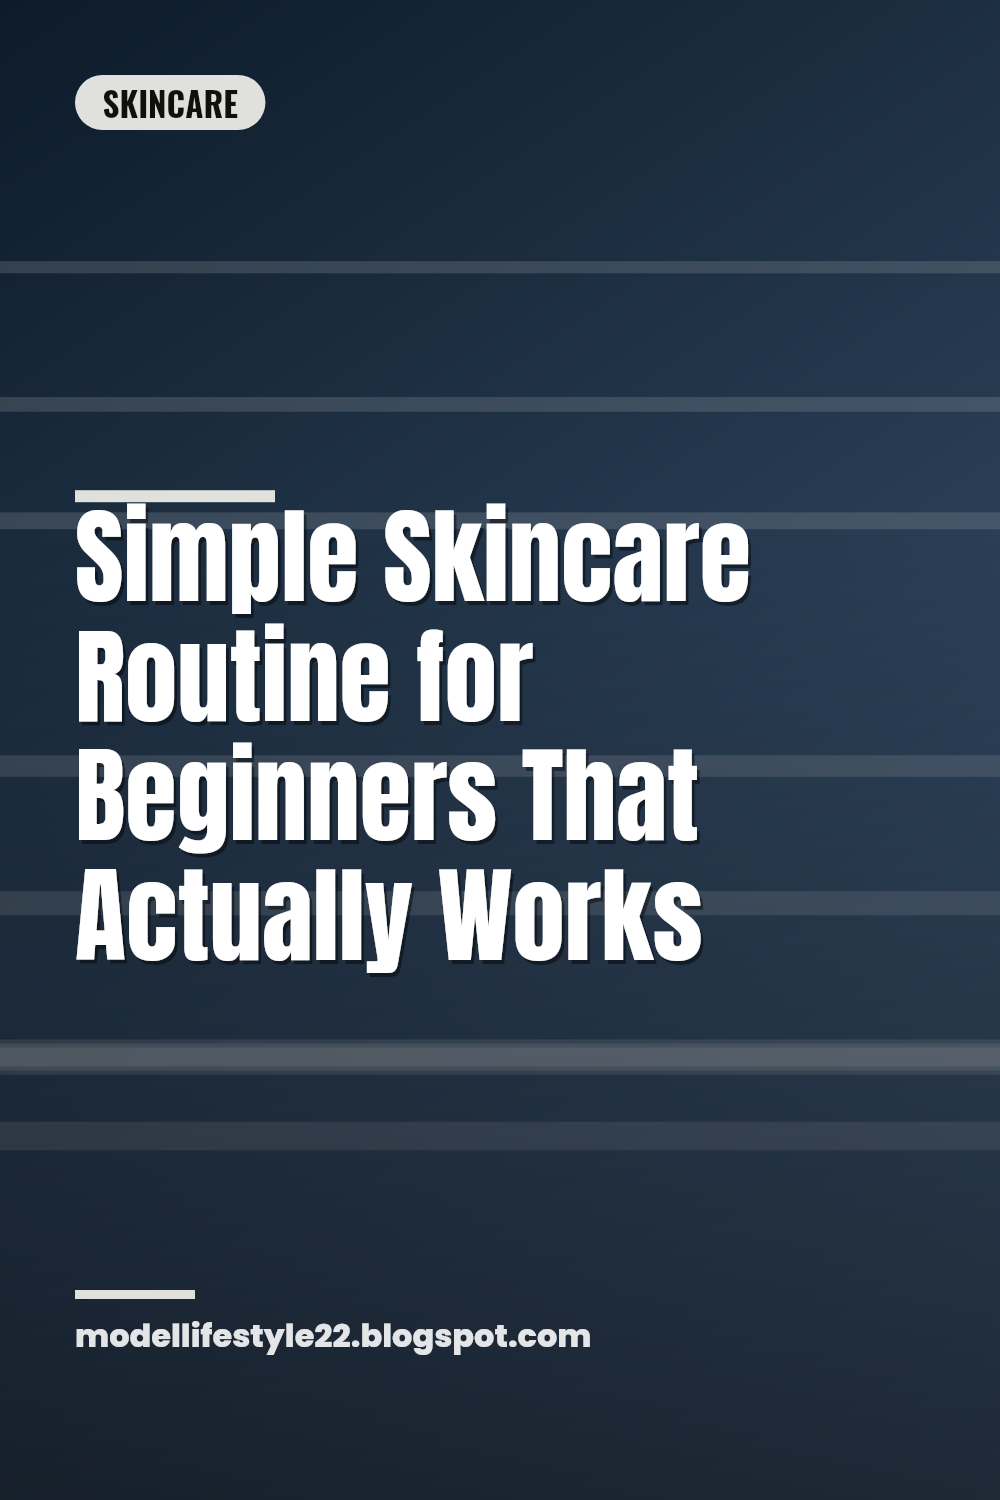 SKINCARE
Simple Skincare
Routine for
Beginners That
Actually Works
modellifestyle22.blogspot.com